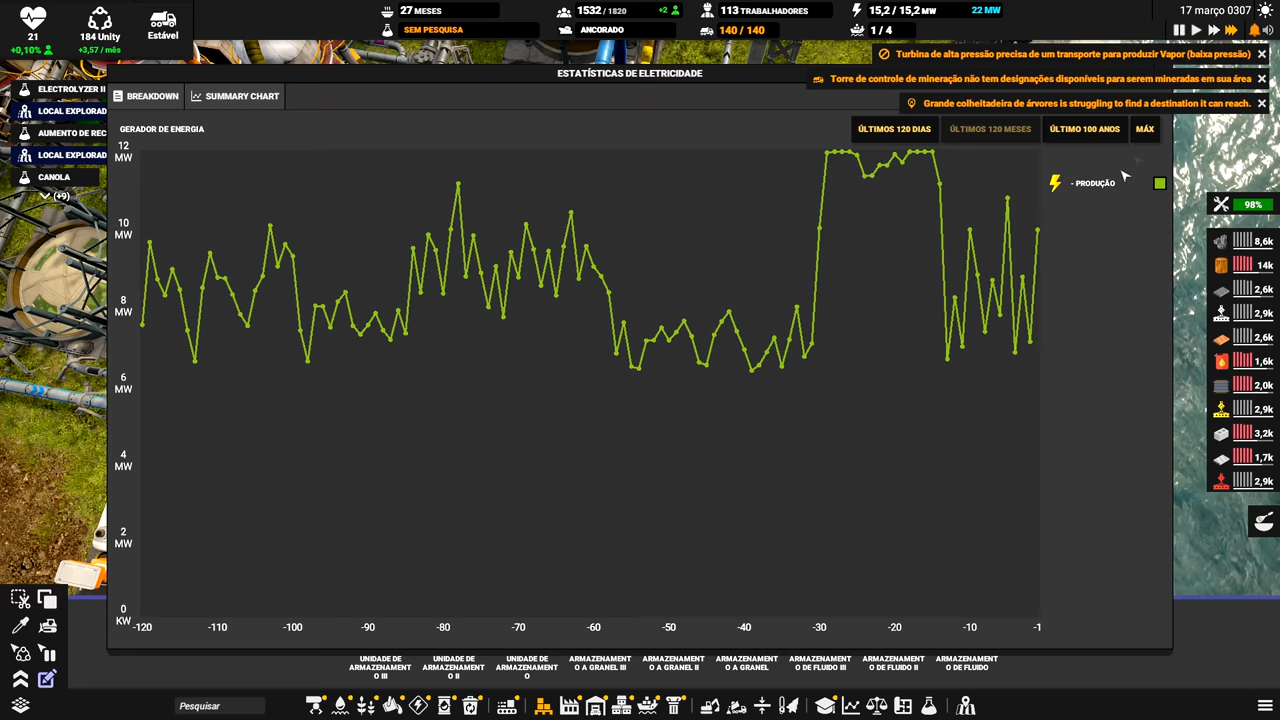 27 MESES
1532 / 1820
+2
113 TRABALHADORES
15,2 / 15,2 MW
22 MW
17 março 0307
21
184 Unity
Estável
+0,10%
+3,57 / mês
SEM PESQUISA
ANCORADO
140 / 140
1 / 4
Turbina de alta pressão precisa de um transporte para produzir Vapor (baixa pressão)
ESTATÍSTICAS DE ELETRICIDADE
Torre de controle de mineração não tem designações disponíveis para serem mineradas em sua área
Grande colheitadeira de árvores is struggling to find a destination it can reach.
ELECTROLYZER II
LOCAL EXPLORAD
AUMENTO DE REC
LOCAL EXPLORAD
CANOLA
(+9)
BREAKDOWN
SUMMARY CHART
GERADOR DE ENERGIA
ÚLTIMOS 120 DIAS
ÚLTIMOS 120 MESES
ÚLTIMO 100 ANOS
MÁX
12
MW
10
MW
8
MW
6
MW
4
MW
2
MW
0
KW
- PRODUÇÃO
98%
8,6k
14k
2,6k
2,9k
2,6k
1,6k
2,0k
2,9k
3,2k
1,7k
2,9k
-120
-110
-100
-90
-80
-70
-60
-50
-40
-30
-20
-10
-1
UNIDADE DE
ARMAZENAMENT
O III
UNIDADE DE
ARMAZENAMENT
O II
UNIDADE DE
ARMAZENAMENT
O
ARMAZENAMENT
O A GRANEL III
ARMAZENAMENT
O A GRANEL II
ARMAZENAMENT
O A GRANEL
ARMAZENAMENT
O DE FLUIDO III
ARMAZENAMENT
O DE FLUIDO II
ARMAZENAMENT
O DE FLUIDO
Pesquisar